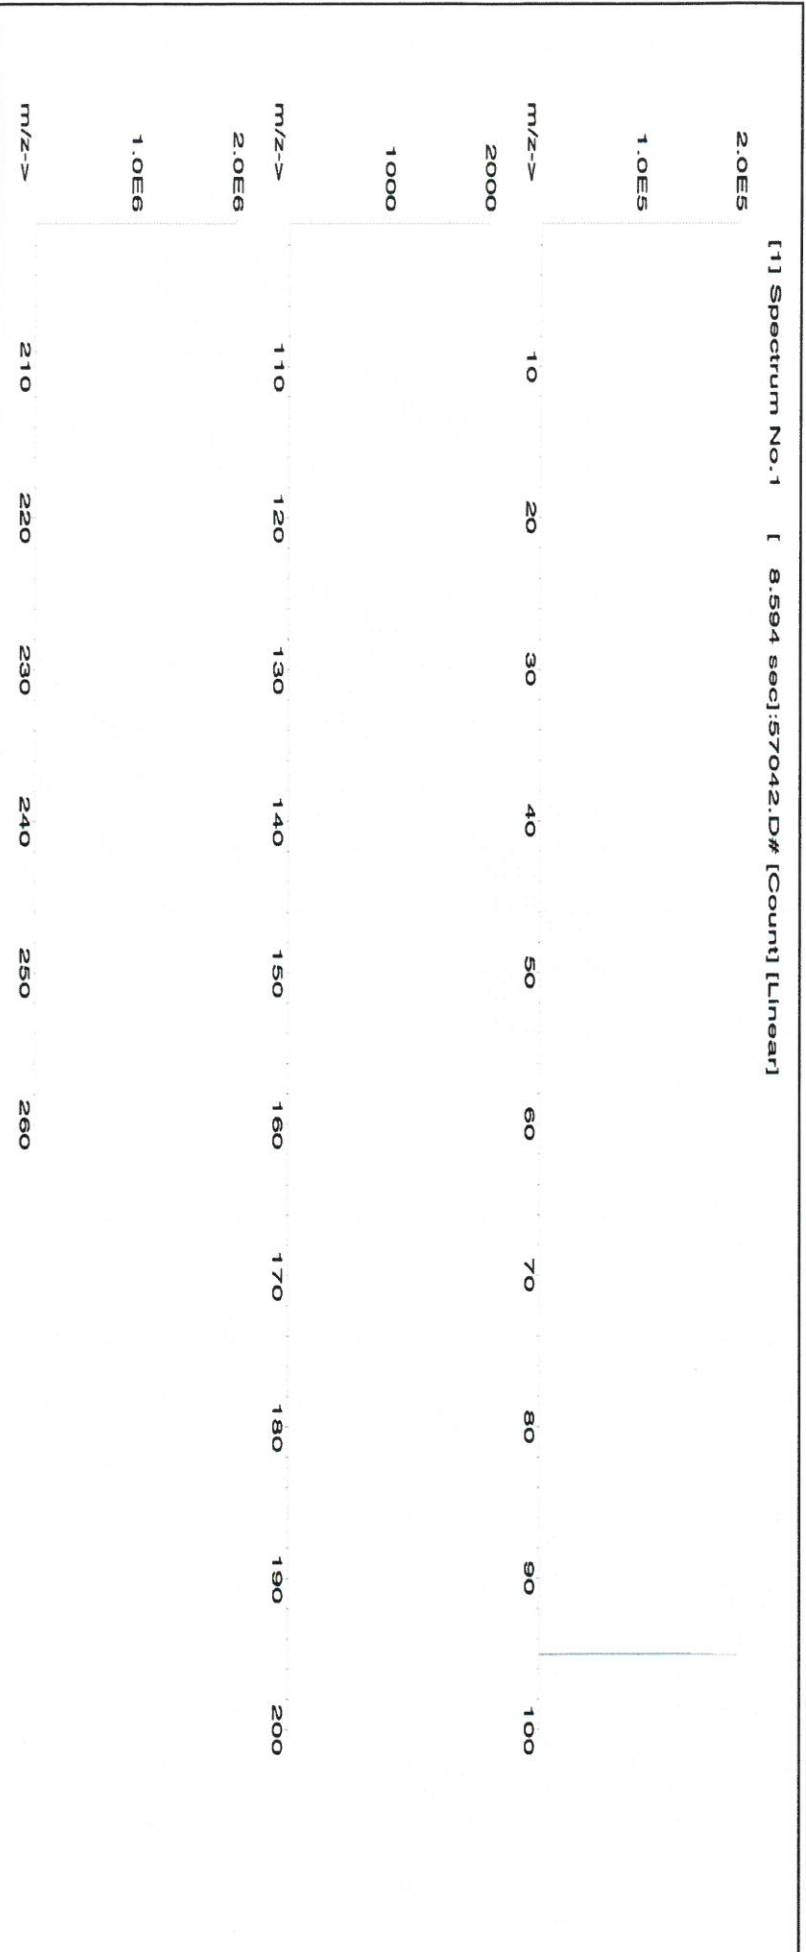 [1] Spectrum No.1 [ 8.594 sec]:57042.D# [Count] [Linear]
2.0E5
1.0E5
m/z-> 10 20 30 40 50 60 70 80 90 100
2000
1000
m/z-> 110 120 130 140 150 160 170 180 190 200
2.0E6
1.0E6
m/z-> 210 220 230 240 250 260